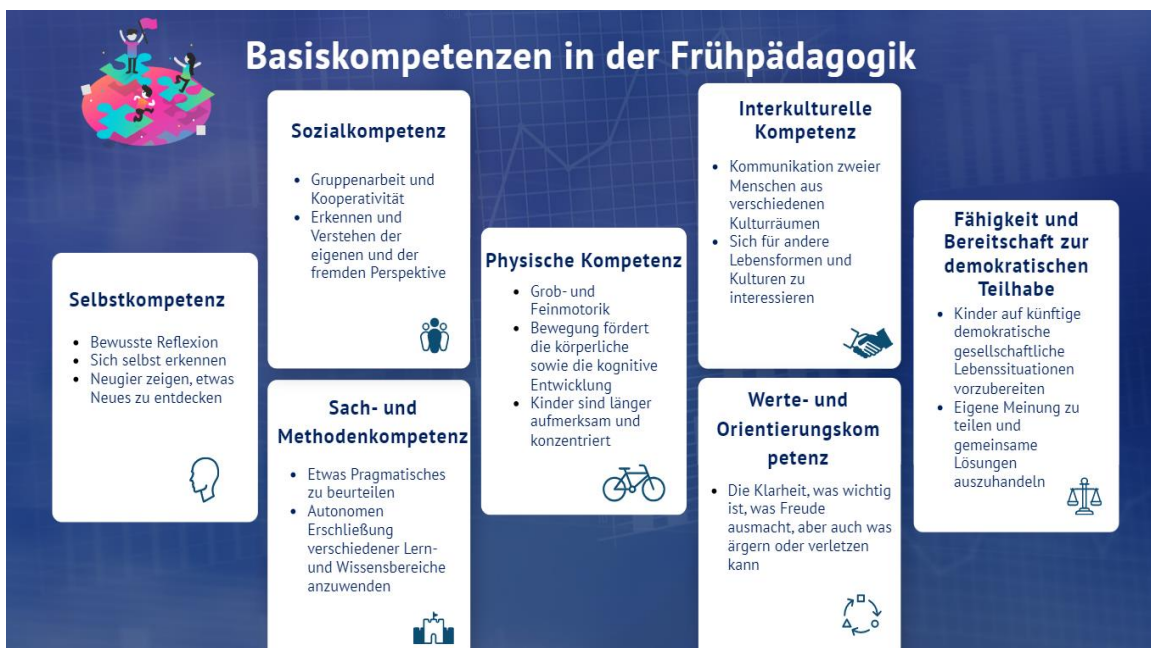 Basiskompetenzen in der Frühpädagogik
Selbstkompetenz
• Bewusste Reflexion
• Sich selbst erkennen
• Neugier zeigen, etwas
Neues zu entdecken
Sozialkompetenz
• Gruppenarbeit und
Kooperativität
• Erkennen und
Verstehen der
eigenen und der
fremden Perspektive
Sach- und
Methodenkompetenz
• Etwas Pragmatisches
zu beurteilen
• Autonomen
Erschließung
verschiedener Lern-
und Wissensbereiche
anzuwenden
Physische Kompetenz
• Grob- und
Feinmotorik
• Bewegung fördert
die körperliche
sowie die kognitive
Entwicklung
• Kinder sind länger
aufmerksam und
konzentriert
Interkulturelle
Kompetenz
• Kommunikation zweier
Menschen aus
verschiedenen
Kulturräumen
• Sich für andere
Lebensformen und
Kulturen zu
interessieren
Werte- und
Orientierungskom
petenz
• Die Klarheit, was wichtig
ist, was Freude
ausmacht, aber auch was
ärgern oder verletzen
kann
Fähigkeit und
Bereitschaft zur
demokratischen
Teilhabe
• Kinder auf künftige
demokratische
gesellschaftliche
Lebenssituationen
vorzubereiten
• Eigene Meinung zu
teilen und
gemeinsame
Lösungen
auszuhandeln